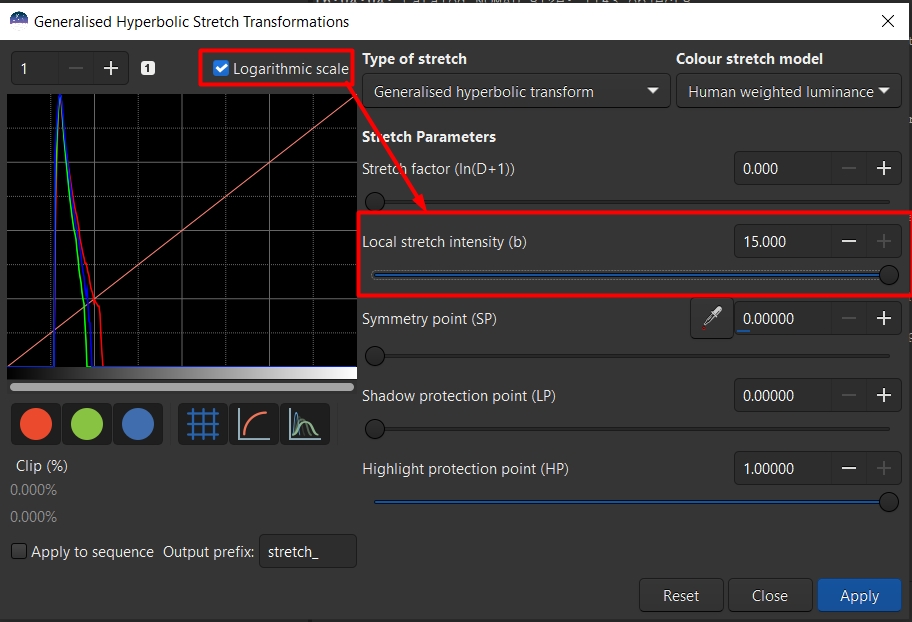 Generalised Hyperbolic Stretch Transformations
1
1
Logarithmic scale
Type of stretch
Colour stretch model
Generalised hyperbolic transform
Human weighted luminance
Stretch Parameters
Stretch factor (ln(D+1))
0.000
Local stretch intensity (b)
15.000
Symmetry point (SP)
0.00000
Shadow protection point (LP)
0.00000
Highlight protection point (HP)
1.00000
Clip (%)
0.000%
0.000%
Apply to sequence
Output prefix:
stretch_
Reset
Close
Apply